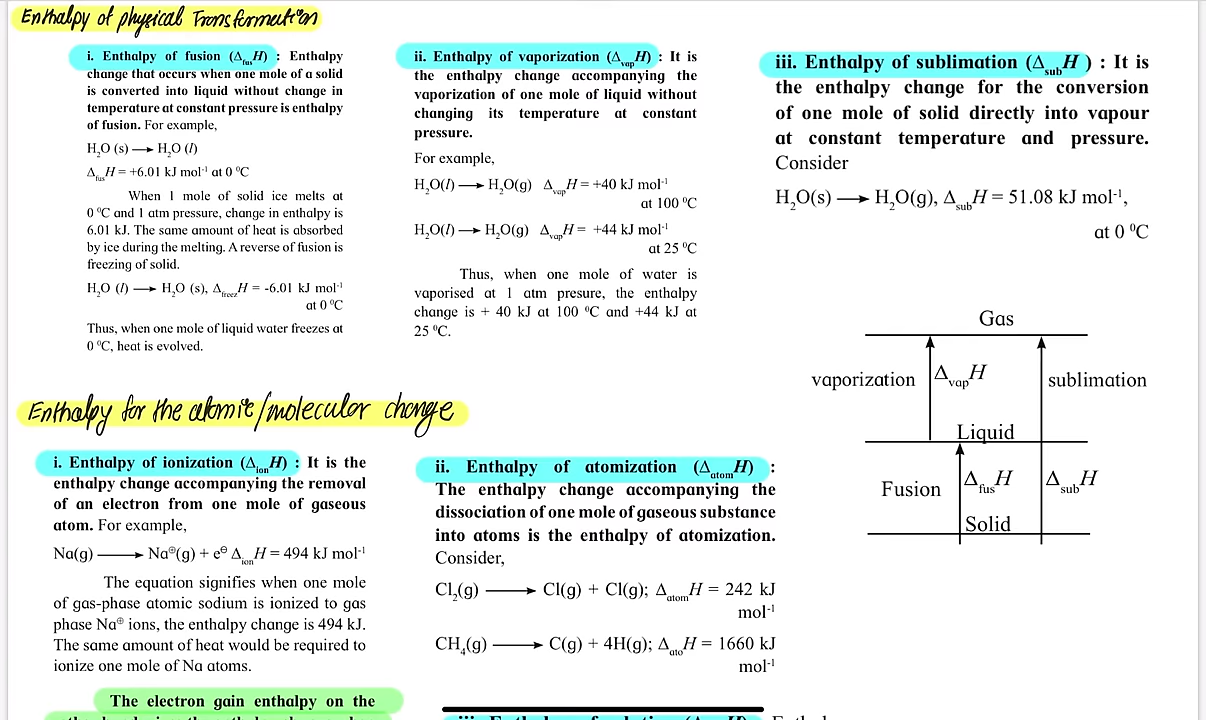 Enthalpy of physical Transformation
i. Enthalpy of fusion (ΔfusH) : Enthalpy
change that occurs when one mole of a solid
is converted into liquid without change in
temperature at constant pressure is enthalpy
of fusion. For example,
H₂O (s) ⟶ H₂O (l)
ΔfusH = +6.01 kJ mol⁻¹ at 0 ⁰C
When 1 mole of solid ice melts at
0 ⁰C and 1 atm pressure, change in enthalpy is
6.01 kJ. The same amount of heat is absorbed
by ice during the melting. A reverse of fusion is
freezing of solid.
H₂O (l) ⟶ H₂O (s), ΔfreezH = -6.01 kJ mol⁻¹
at 0 ⁰C
Thus, when one mole of liquid water freezes at
0 ⁰C, heat is evolved.
ii. Enthalpy of vaporization (ΔvapH) : It is
the enthalpy change accompanying the
vaporization of one mole of liquid without
changing its temperature at constant
pressure.
For example,
H₂O(l) ⟶ H₂O(g) ΔvapH = +40 kJ mol⁻¹
at 100 ⁰C
H₂O(l) ⟶ H₂O(g) ΔvapH = +44 kJ mol⁻¹
at 25 ⁰C
Thus, when one mole of water is
vaporised at 1 atm presure, the enthalpy
change is + 40 kJ at 100 ⁰C and +44 kJ at
25 ⁰C.
iii. Enthalpy of sublimation (ΔsubH ) : It is
the enthalpy change for the conversion
of one mole of solid directly into vapour
at constant temperature and pressure.
Consider
H₂O(s) ⟶ H₂O(g), ΔsubH = 51.08 kJ mol⁻¹,
at 0 ⁰C
Gas
vaporization ΔvapH sublimation
Liquid
Fusion ΔfusH ΔsubH
Solid
Enthalpy for the atomic/molecular change
i. Enthalpy of ionization (ΔionH) : It is the
enthalpy change accompanying the removal
of an electron from one mole of gaseous
atom. For example,
Na(g) ⟶ Na⊕(g) + e⊖ ΔionH = 494 kJ mol⁻¹
The equation signifies when one mole
of gas-phase atomic sodium is ionized to gas
phase Na⊕ ions, the enthalpy change is 494 kJ.
The same amount of heat would be required to
ionize one mole of Na atoms.
The electron gain enthalpy on the
ii. Enthalpy of atomization (ΔatomH) :
The enthalpy change accompanying the
dissociation of one mole of gaseous substance
into atoms is the enthalpy of atomization.
Consider,
Cl₂(g) ⟶ Cl(g) + Cl(g); ΔatomH = 242 kJ
mol⁻¹
CH₄(g) ⟶ C(g) + 4H(g); ΔatoH = 1660 kJ
mol⁻¹